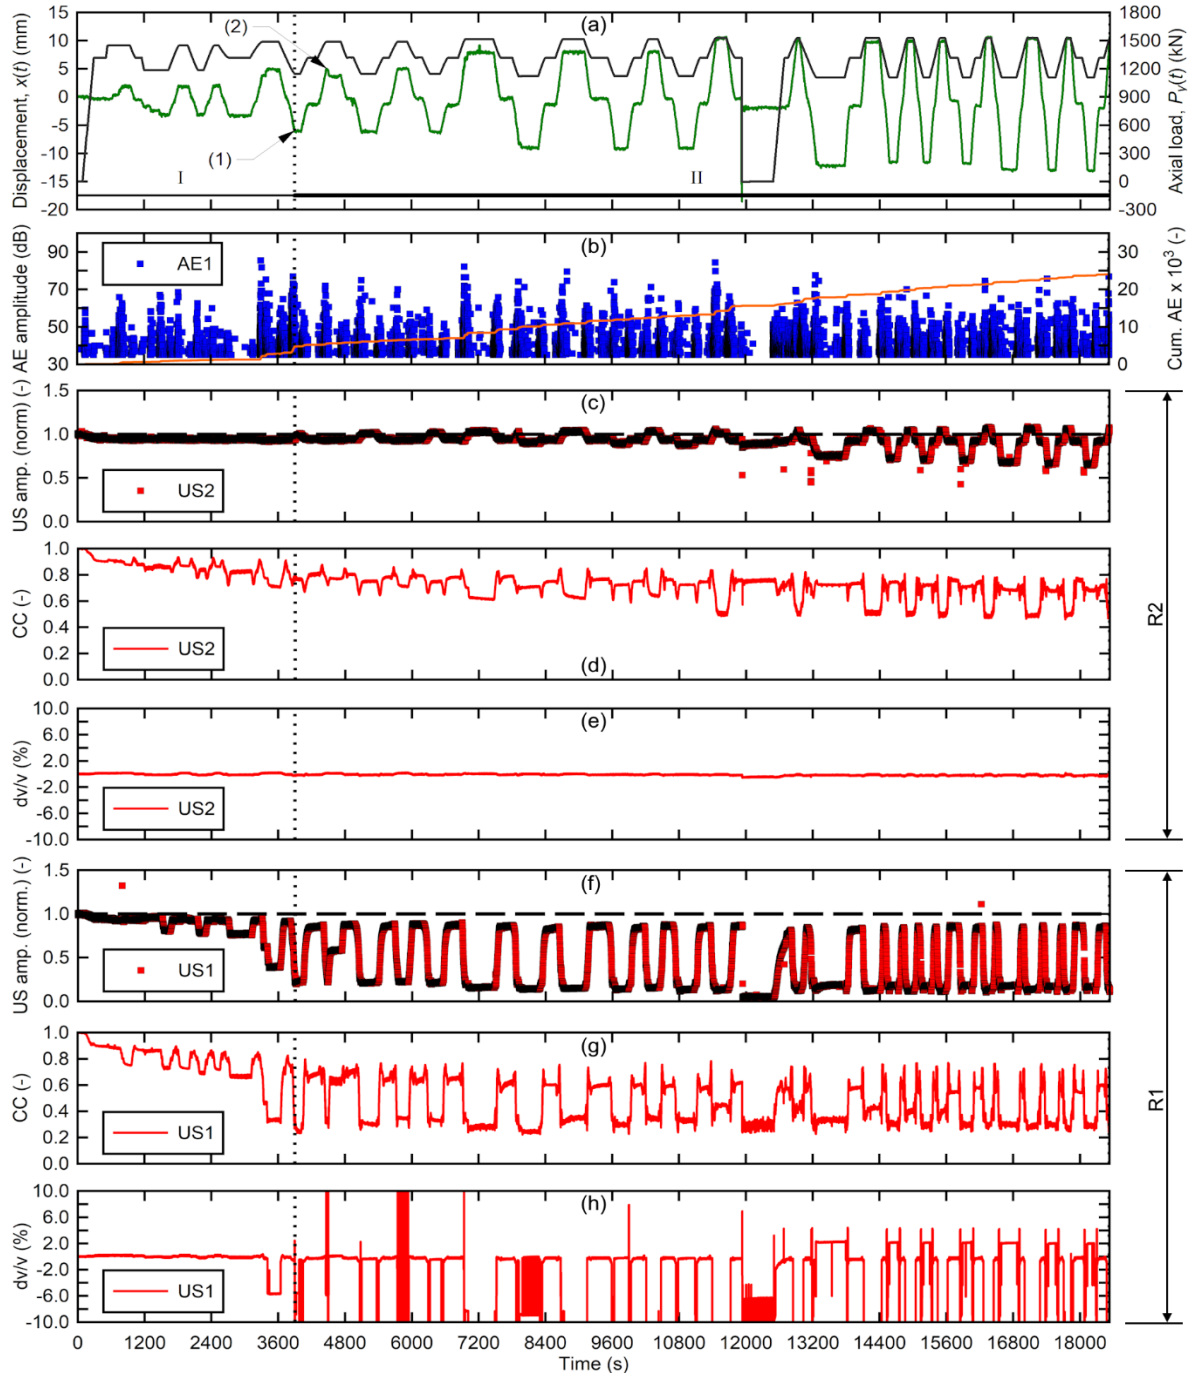 (a)
Displacement, x(t) (mm)
15
10
5
0
-5
-10
-15
-20
(2)
(1)
I
II
1800
1500
1200
900
600
300
0
-300
Axial load, Pv(t) (kN)
(b)
AE amplitude (dB)
90
70
50
30
AE1
30
20
10
0
Cum. AE x 10³ (-)
(c)
US amp. (norm) (-)
1.5
1.0
0.5
0.0
US2
CC (-)
1.0
0.8
0.6
0.4
0.2
0.0
US2
(d)
R2
(e)
dv/v (%)
10.0
6.0
2.0
-2.0
-6.0
-10.0
US2
(f)
US amp. (norm.) (-)
1.5
1.0
0.5
0.0
US1
(g)
CC (-)
1.0
0.8
0.6
0.4
0.2
0.0
US1
R1
(h)
dv/v (%)
10.0
6.0
2.0
-2.0
-6.0
-10.0
US1
0 1200 2400 3600 4800 6000 7200 8400 9600 10800 12000 13200 14400 15600 16800 18000
Time (s)